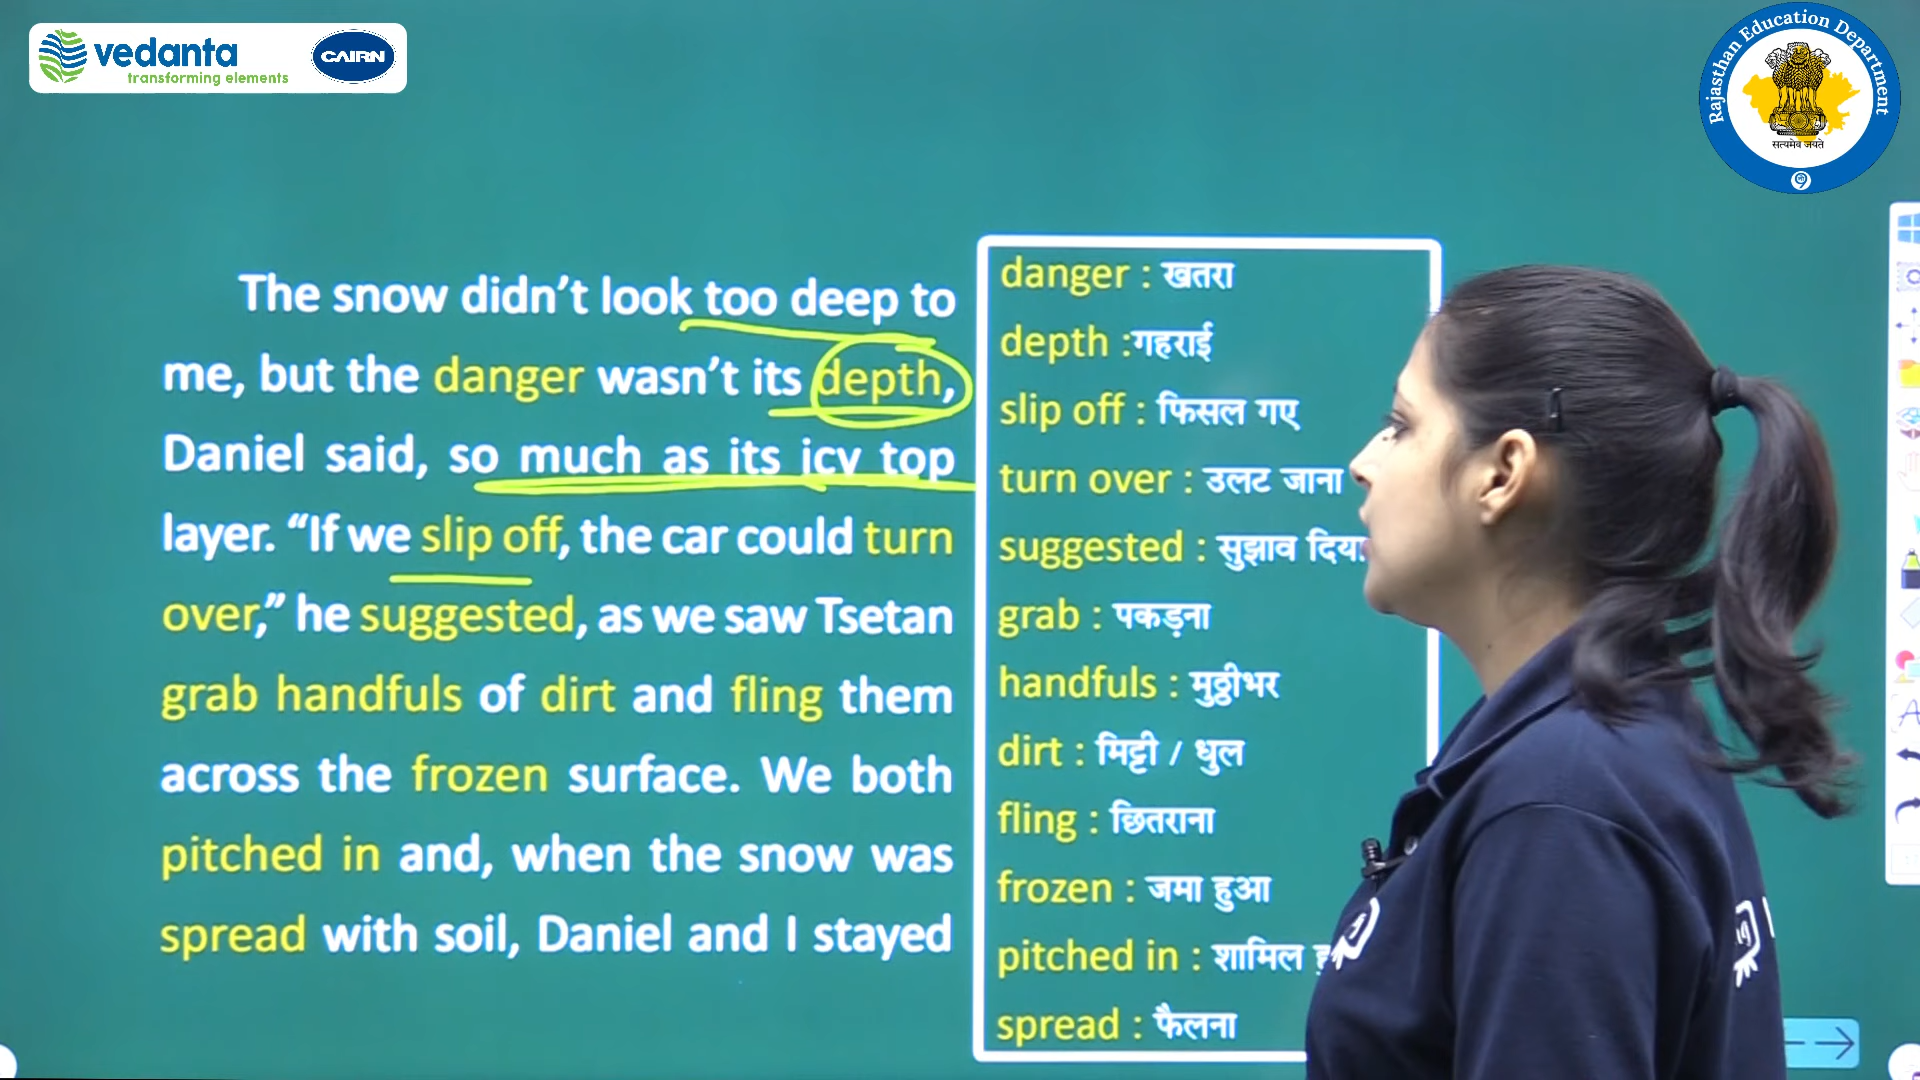 vedanta
transforming elements
CAIRN
Rajasthan Education Department
सत्यमेव जयते
The snow didn't look too deep to
me, but the danger wasn't its depth,
Daniel said, so much as its icy top
layer. “If we slip off, the car could turn
over,” he suggested, as we saw Tsetan
grab handfuls of dirt and fling them
across the frozen surface. We both
pitched in and, when the snow was
spread with soil, Daniel and I stayed
danger : खतरा
depth :गहराई
slip off : फिसल गए
turn over : उलट जाना
suggested : सुझाव दिया
grab : पकड़ना
handfuls : मुठ्ठीभर
dirt : मिट्टी / धुल
fling : छितराना
frozen : जमा हुआ
pitched in : शामिल
spread : फैलना